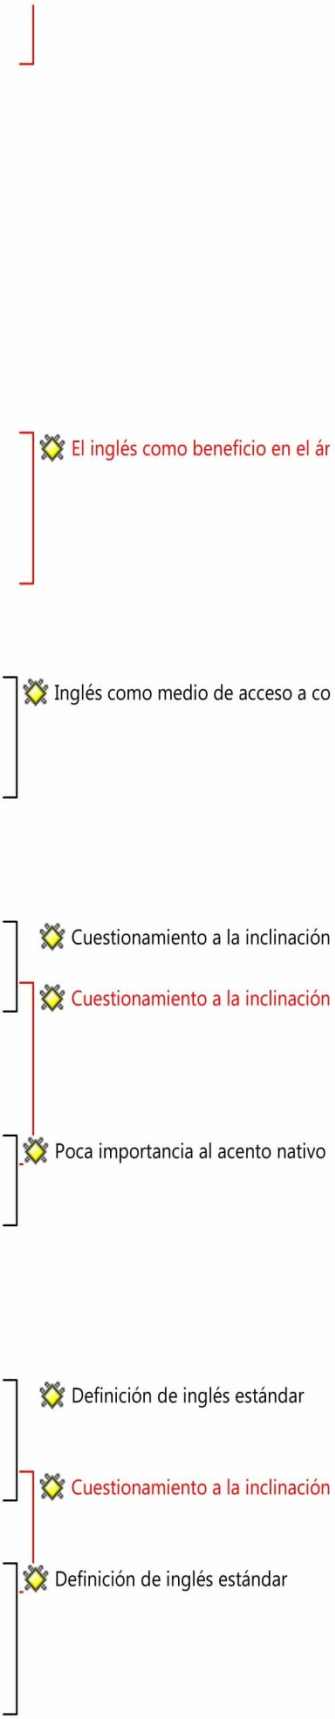 El inglés como beneficio en el ár
Inglés como medio de acceso a co
Cuestionamiento a la inclinación
Cuestionamiento a la inclinación
Poca importancia al acento nativo
Definición de inglés estándar
Cuestionamiento a la inclinación
Definición de inglés estándar